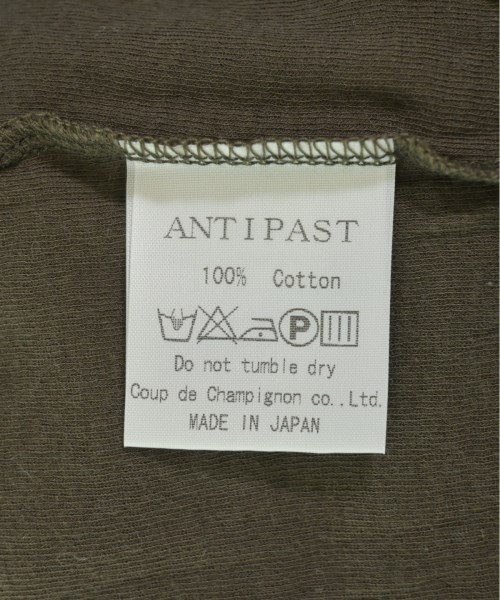 ANTIPAST
100% Cotton
P
Do not tumble dry
Coup de Champignon co.,Ltd.
MADE IN JAPAN